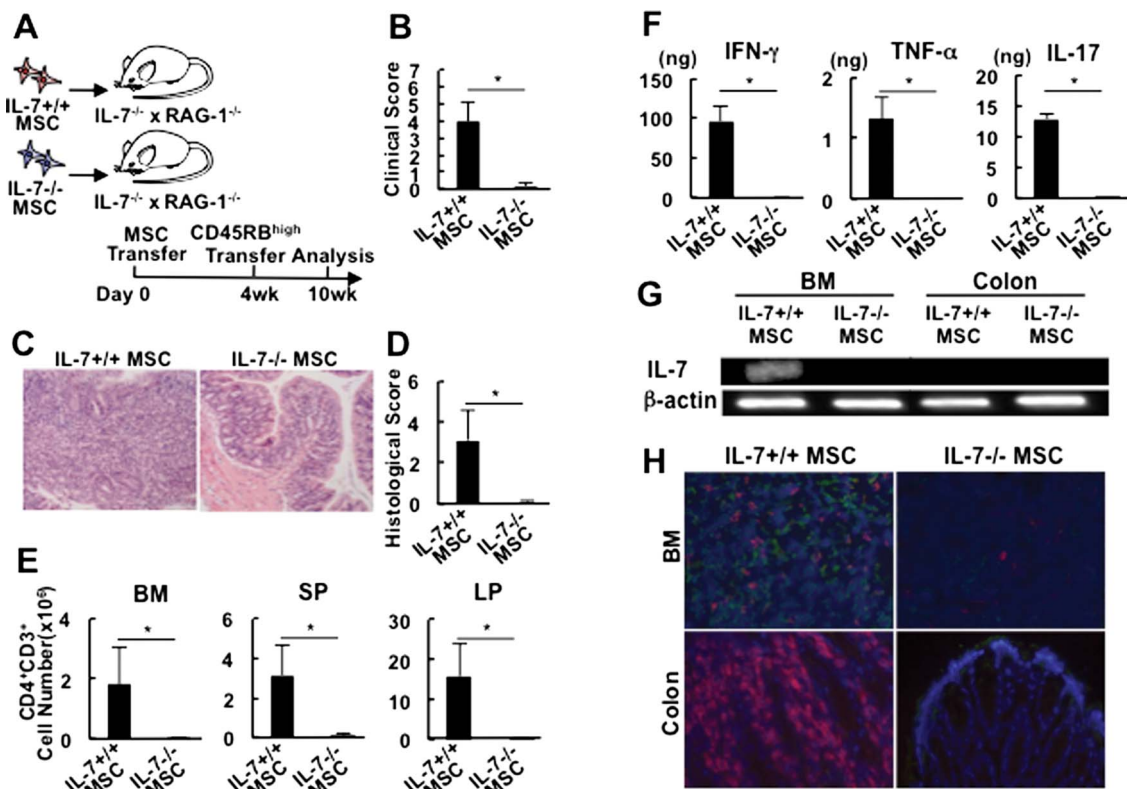 A
IL-7+/+
MSC
IL-7⁻/⁻ x RAG-1⁻/⁻
IL-7-/-
MSC
IL-7⁻/⁻ x RAG-1⁻/⁻
MSC
Transfer
CD45RBhigh
Transfer
Analysis
Day 0
4wk
10wk
B
Clinical Score
7
6
5
4
3
2
1
0
*
IL-7+/+
MSC
IL-7-/-
MSC
C
IL-7+/+ MSC
IL-7-/- MSC
D
Histological Score
6
4
2
0
*
IL-7+/+
MSC
IL-7-/-
MSC
E
CD4⁺CD3⁺
Cell Number(x10⁶)
BM
4
2
0
*
IL-7+/+
MSC
IL-7-/-
MSC
SP
6
4
2
0
*
IL-7+/+
MSC
IL-7-/-
MSC
LP
30
20
10
0
*
IL-7+/+
MSC
IL-7-/-
MSC
F
IFN-γ
(ng)
150
100
50
0
*
IL-7+/+
MSC
IL-7-/-
MSC
TNF-α
(ng)
2
1
0
*
IL-7+/+
MSC
IL-7-/-
MSC
IL-17
(ng)
20
15
10
5
0
*
IL-7+/+
MSC
IL-7-/-
MSC
G
BM
Colon
IL-7+/+
MSC
IL-7-/-
MSC
IL-7+/+
MSC
IL-7-/-
MSC
IL-7
β-actin
H
IL-7+/+ MSC
IL-7-/- MSC
BM
Colon